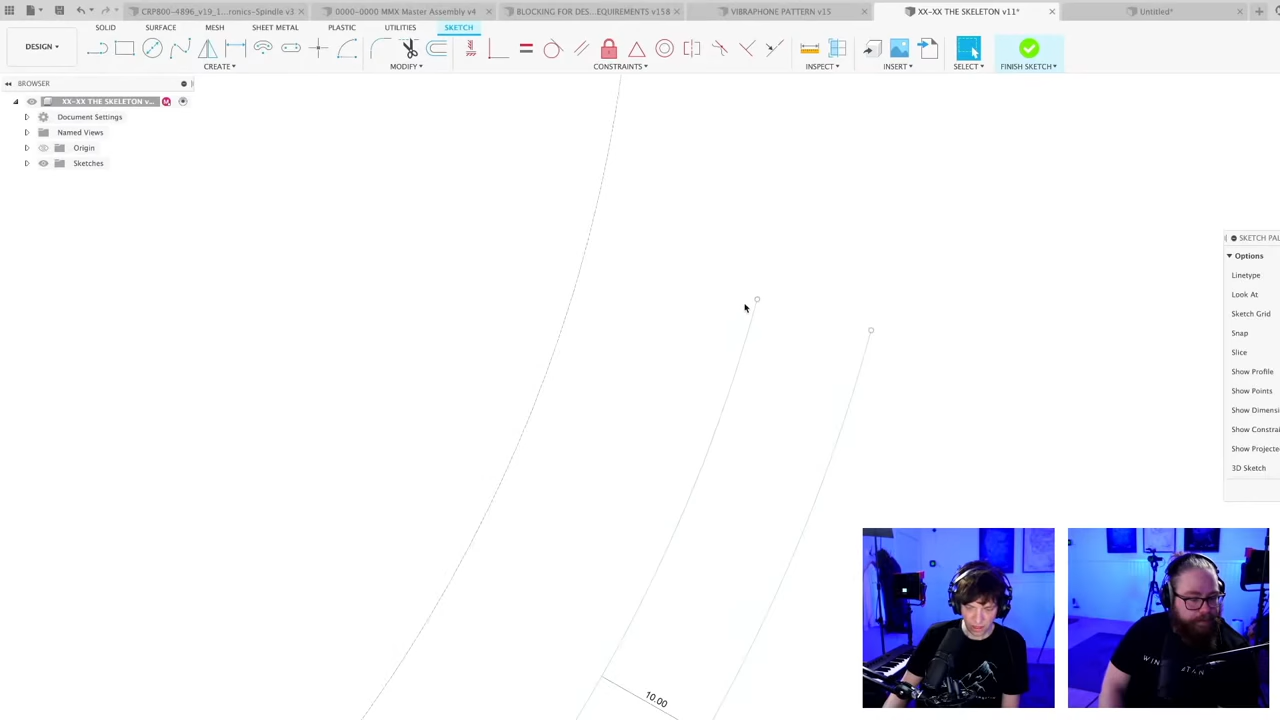 CRP800-4896_v19_1...ronics-Spindle v3
0000-0000 MMX Master Assembly v4
BLOCKING FOR DES...EQUIREMENTS v158
VIBRAPHONE PATTERN v15
XX-XX THE SKELETON v11*
Untitled*
SOLID
SURFACE
MESH
SHEET METAL
PLASTIC
UTILITIES
SKETCH
DESIGN
CREATE
MODIFY
CONSTRAINTS
INSPECT
INSERT
SELECT
FINISH SKETCH
BROWSER
XX-XX THE SKELETON v...
M
Document Settings
Named Views
Origin
Sketches
SKETCH PAL
Options
Linetype
Look At
Sketch Grid
Snap
Slice
Show Profile
Show Points
Show Dimensi
Show Constrai
Show Projecte
3D Sketch
10.00